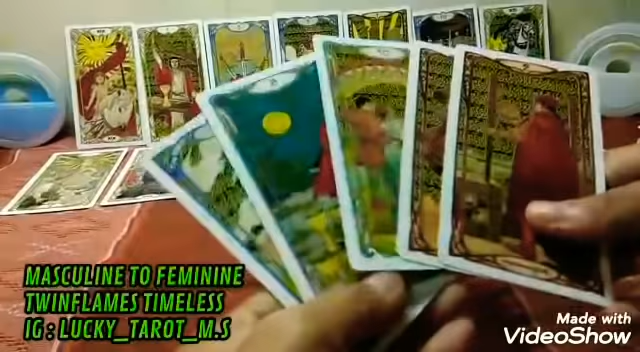 MASCULINE TO FEMININE
TWINFLAMES TIMELESS
IG : LUCKY_TAROT_M.S
Made with
VideoShow